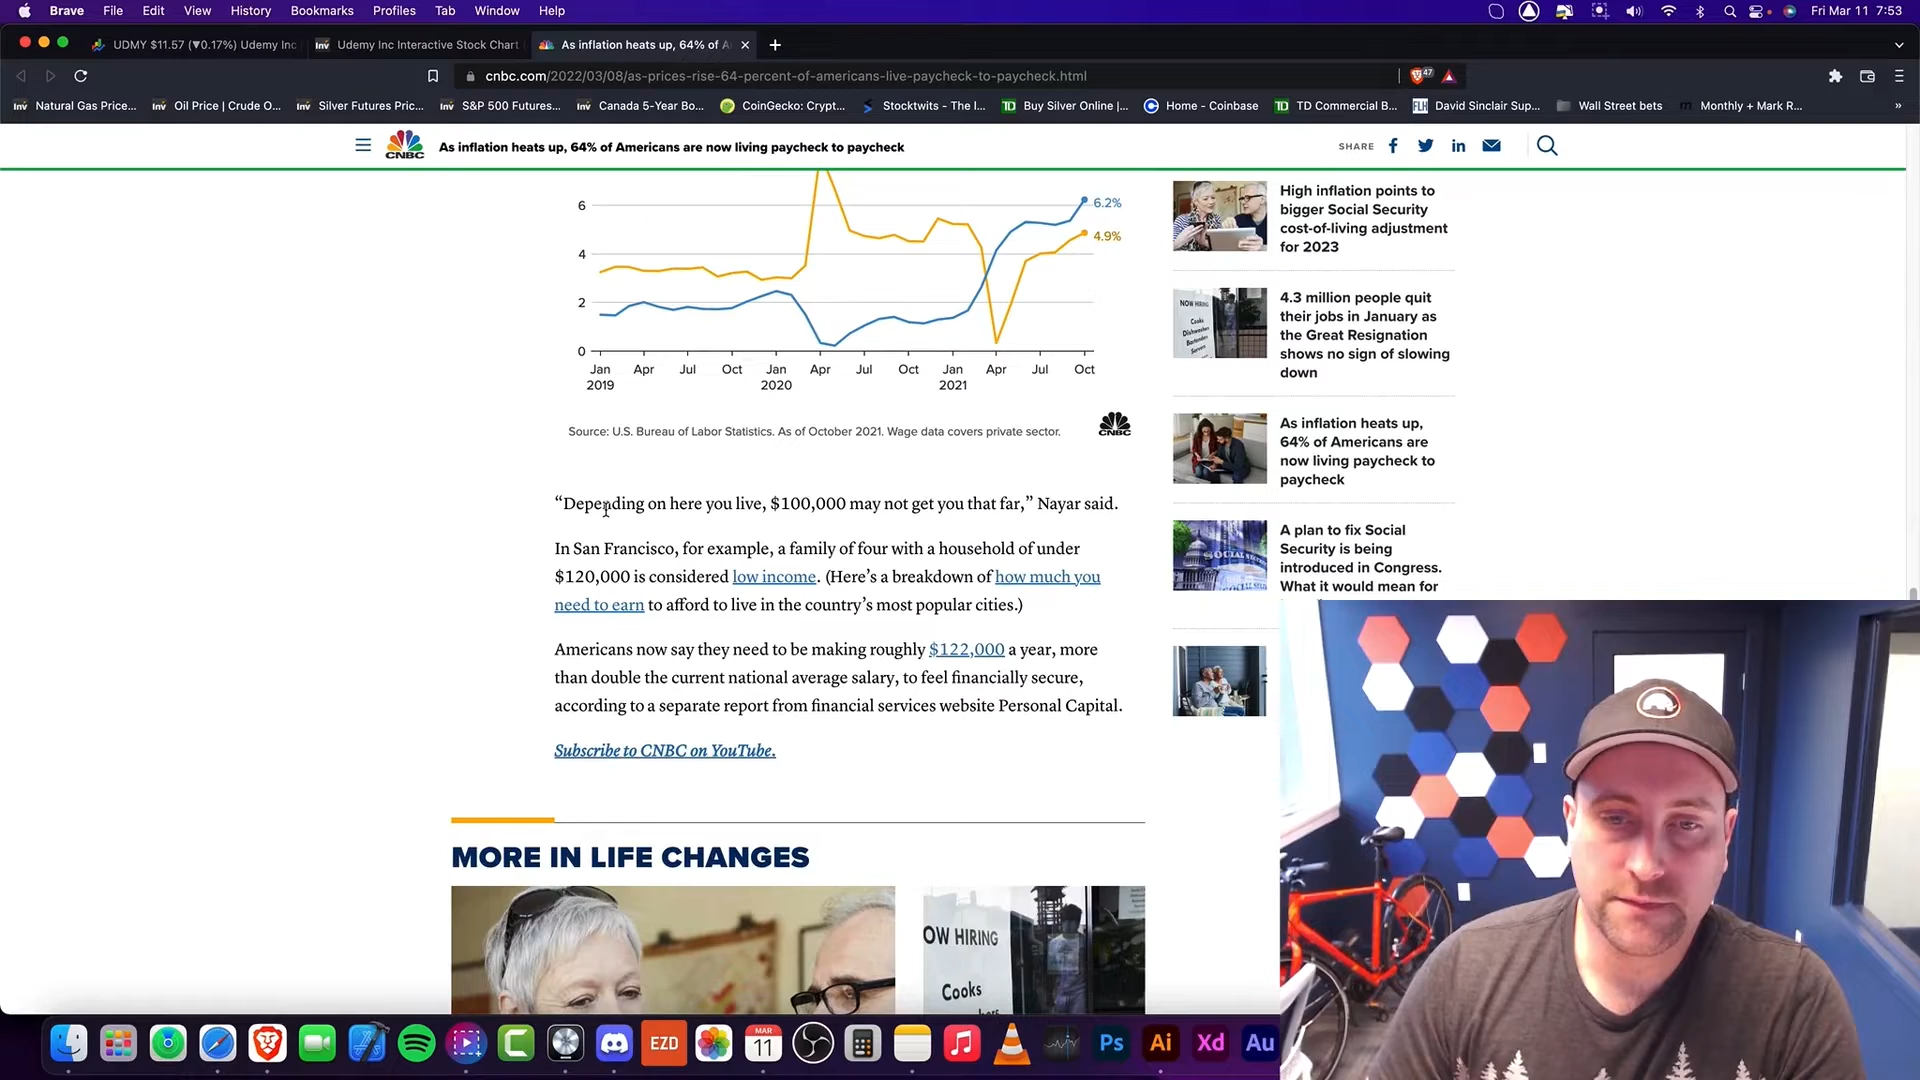 Brave File Edit View History Bookmarks Profiles Tab Window Help Fri Mar 11 7:53
UDMY $11.57 (▼0.17%) Udemy Inc
Udemy Inc Interactive Stock Chart
As inflation heats up, 64% of A
cnbc.com/2022/03/08/as-prices-rise-64-percent-of-americans-live-paycheck-to-paycheck.html
47
Natural Gas Price... Oil Price | Crude O... Silver Futures Pric... S&P 500 Futures... Canada 5-Year Bo... CoinGecko: Crypt... Stocktwits - The I... Buy Silver Online |... Home - Coinbase TD Commercial B... David Sinclair Sup... Wall Street bets Monthly + Mark R... »
CNBC
As inflation heats up, 64% of Americans are now living paycheck to paycheck
SHARE
6
4
2
0
6.2%
4.9%
Jan Apr Jul Oct Jan Apr Jul Oct Jan Apr Jul Oct
2019 2020 2021
Source: U.S. Bureau of Labor Statistics. As of October 2021. Wage data covers private sector.
CNBC
“Depending on here you live, $100,000 may not get you that far,” Nayar said.
In San Francisco, for example, a family of four with a household of under
$120,000 is considered low income. (Here’s a breakdown of how much you
need to earn to afford to live in the country’s most popular cities.)
Americans now say they need to be making roughly $122,000 a year, more
than double the current national average salary, to feel financially secure,
according to a separate report from financial services website Personal Capital.
Subscribe to CNBC on YouTube.
MORE IN LIFE CHANGES
OW HIRING
Cooks
High inflation points to
bigger Social Security
cost-of-living adjustment
for 2023
NOW HIRING
Cooks
4.3 million people quit
their jobs in January as
the Great Resignation
shows no sign of slowing
down
As inflation heats up,
64% of Americans are
now living paycheck to
paycheck
A plan to fix Social
Security is being
introduced in Congress.
What it would mean for
EZD
MAR
11
Ps
Ai
Xd
Au